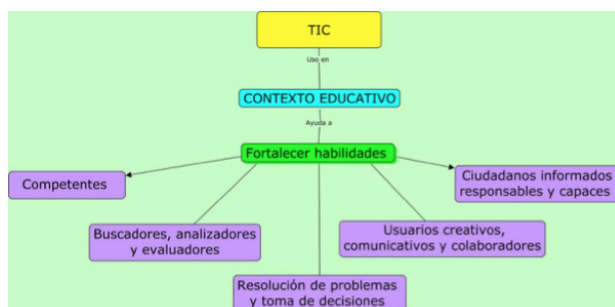 TIC
Uso en
CONTEXTO EDUCATIVO
Ayuda a
Fortalecer habilidades
Competentes
Ciudadanos informados
responsables y capaces
Buscadores, analizadores
y evaluadores
Usuarios creativos,
comunicativos y colaboradores
Resolución de problemas
y toma de decisiones